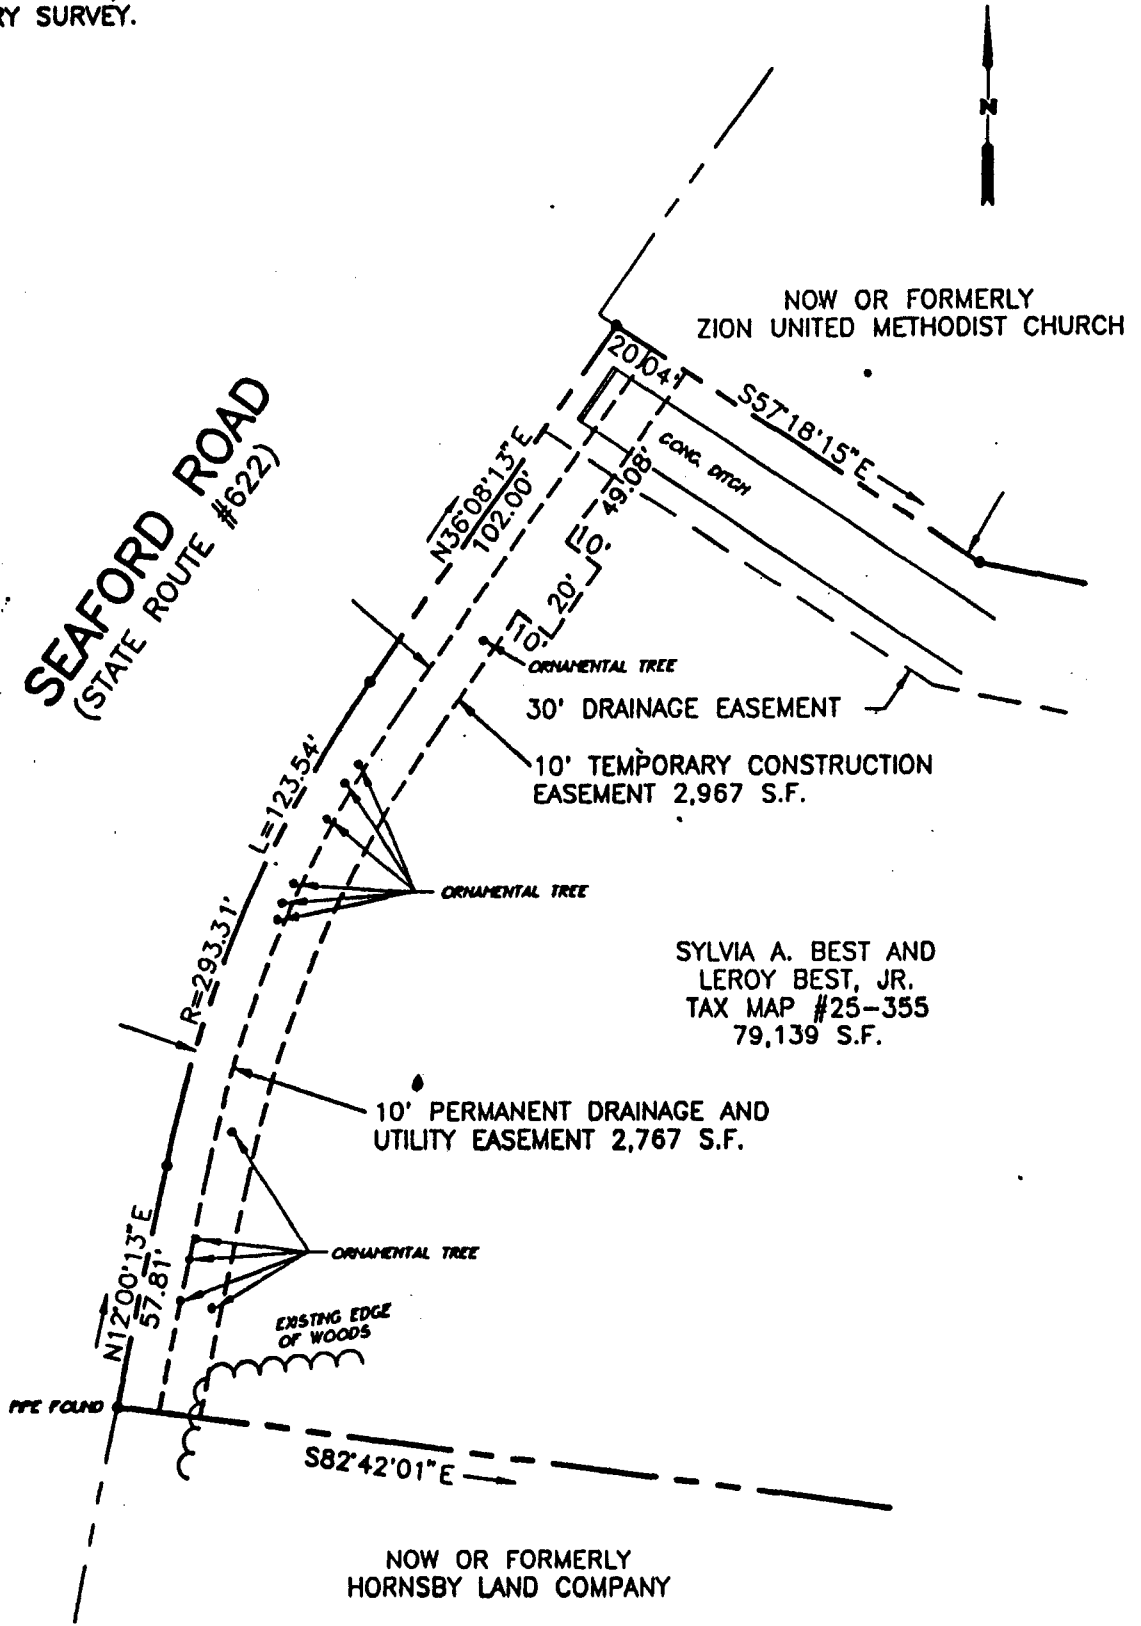 RY SURVEY.
N
NOW OR FORMERLY
ZION UNITED METHODIST CHURCH
20.04'
S57°18'15"E
CONC. DITCH
SEAFORD ROAD
(STATE ROUTE #622)
N36°08'13"E
102.00'
49.08'
10'
20'
10'
ORNAMENTAL TREE
30' DRAINAGE EASEMENT
10' TEMPORARY CONSTRUCTION
EASEMENT 2,967 S.F.
L=123.54'
R=293.31'
ORNAMENTAL TREE
SYLVIA A. BEST AND
LEROY BEST, JR.
TAX MAP #25-355
79,139 S.F.
10' PERMANENT DRAINAGE AND
UTILITY EASEMENT 2,767 S.F.
N12°00'13"E
57.81'
ORNAMENTAL TREE
EXISTING EDGE
OF WOODS
PIPE FOUND
S82°42'01"E
NOW OR FORMERLY
HORNSBY LAND COMPANY